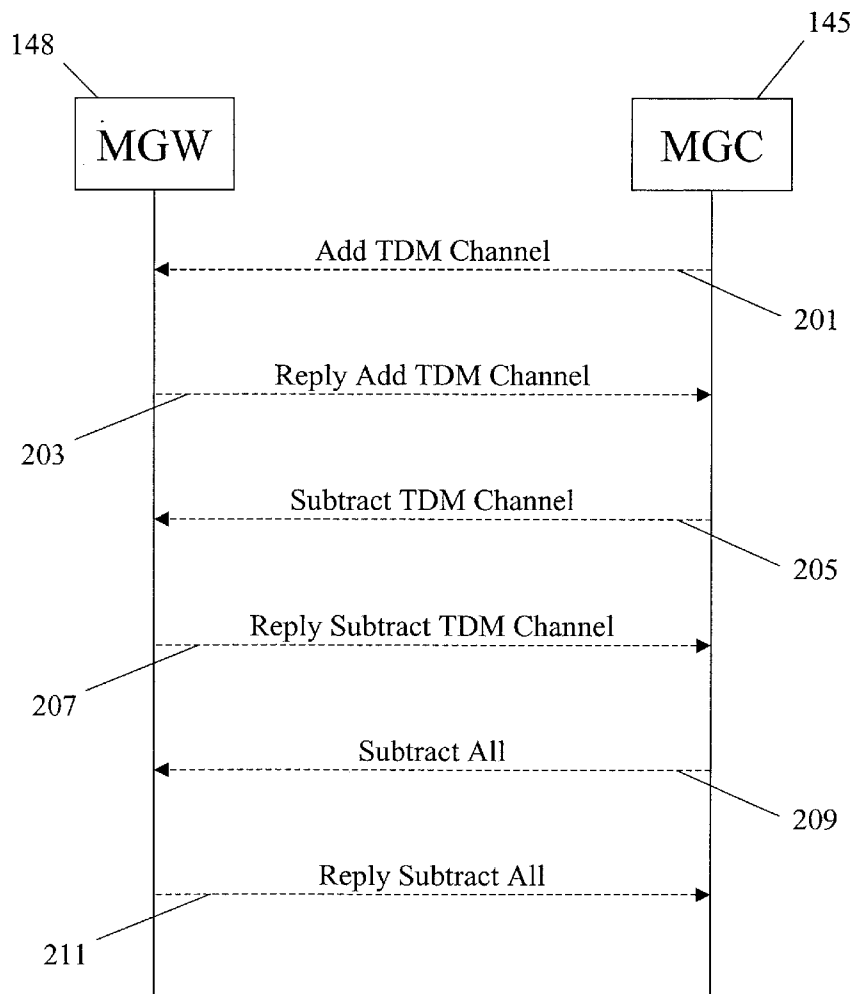 148
145
MGW
MGC
Add TDM Channel
201
Reply Add TDM Channel
203
Subtract TDM Channel
205
Reply Subtract TDM Channel
207
Subtract All
209
Reply Subtract All
211